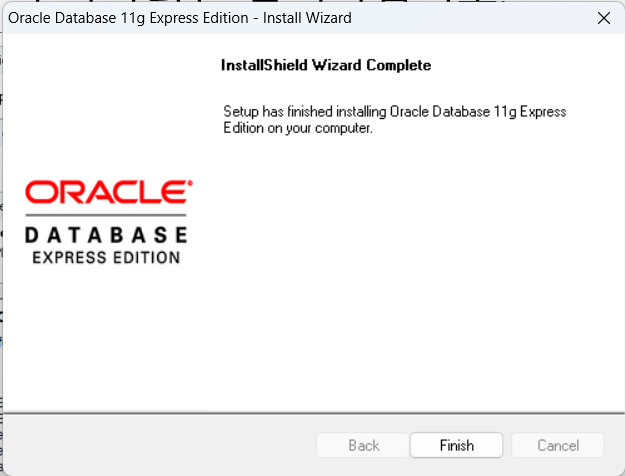 Oracle Database 11g Express Edition - Install Wizard
InstallShield Wizard Complete
Setup has finished installing Oracle Database 11g Express
Edition on your computer.
ORACLE®
DATABASE
EXPRESS EDITION
Back
Finish
Cancel